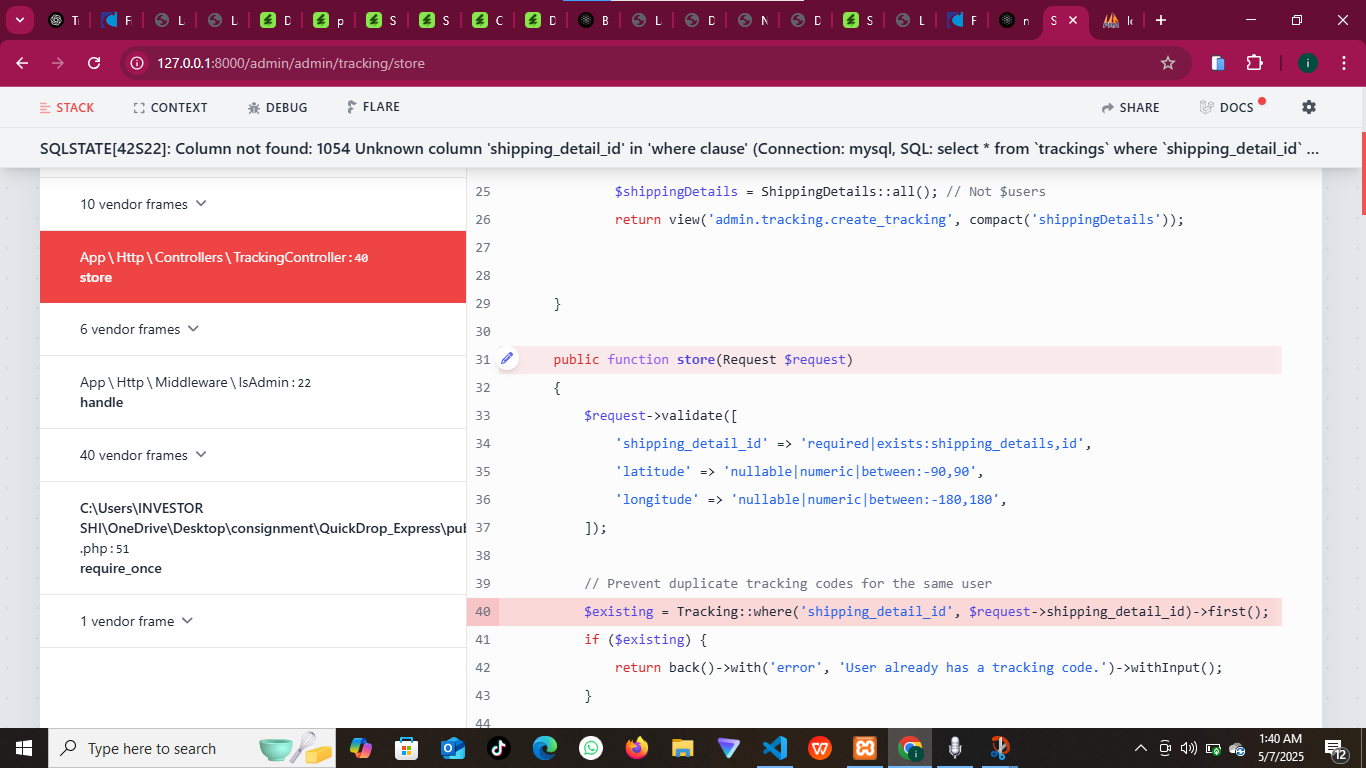 T
F
L
L
D
p
S
S
C
D
B
L
D
N
D
S
L
F
n
S
127.0.0.1:8000/admin/admin/tracking/store
i
STACK
CONTEXT
DEBUG
FLARE
SHARE
DOCS
SQLSTATE[42S22]: Column not found: 1054 Unknown column 'shipping_detail_id' in 'where clause' (Connection: mysql, SQL: select * from `trackings` where `shipping_detail_id` ...
10 vendor frames
App \ Http \ Controllers \ TrackingController : 40
store
6 vendor frames
App \ Http \ Middleware \ IsAdmin : 22
handle
40 vendor frames
C:\Users\INVESTOR
SHI\OneDrive\Desktop\consignment\QuickDrop_Express\pub
.php : 51
require_once
1 vendor frame
25 $shippingDetails = ShippingDetails::all(); // Not $users
26 return view('admin.tracking.create_tracking', compact('shippingDetails'));
27
28
29 }
30
31 public function store(Request $request)
32 {
33 $request->validate([
34 'shipping_detail_id' => 'required|exists:shipping_details,id',
35 'latitude' => 'nullable|numeric|between:-90,90',
36 'longitude' => 'nullable|numeric|between:-180,180',
37 ]);
38
39 // Prevent duplicate tracking codes for the same user
40 $existing = Tracking::where('shipping_detail_id', $request->shipping_detail_id)->first();
41 if ($existing) {
42 return back()->with('error', 'User already has a tracking code.')->withInput();
43 }
44
Type here to search
1:40 AM
5/7/2025
12